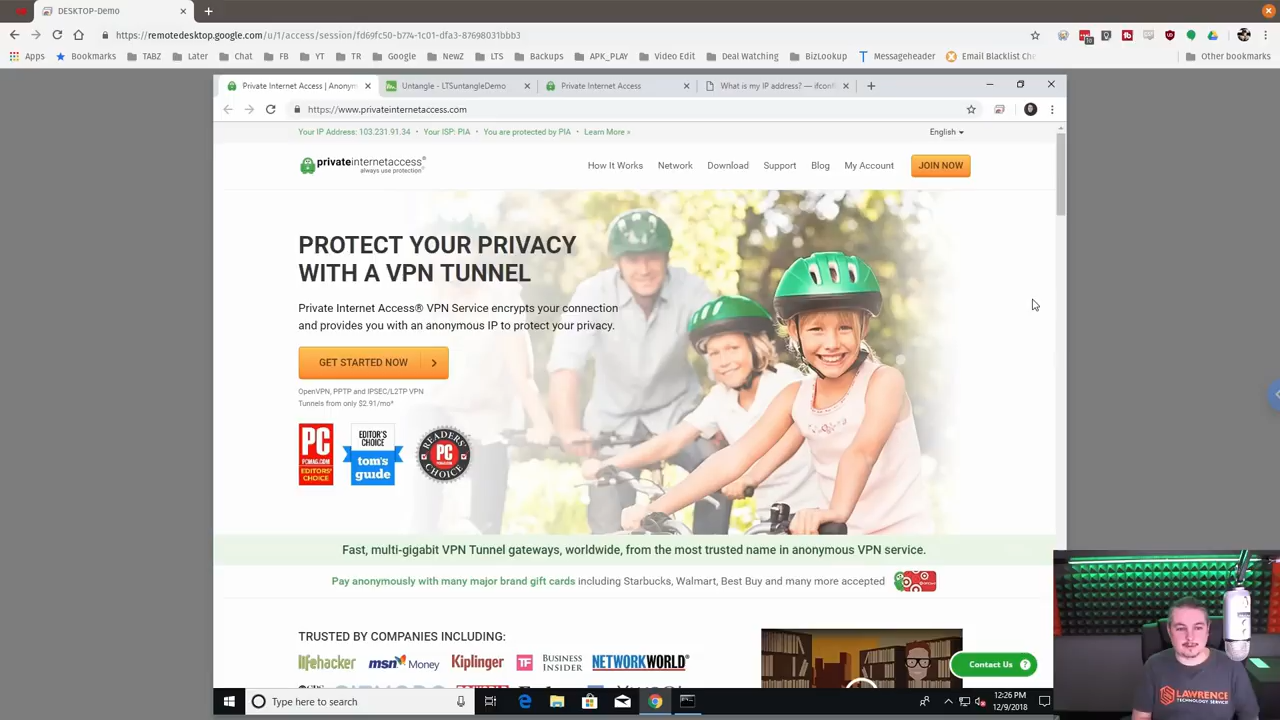 DESKTOP-Demo
https://remotedesktop.google.com/u/1/access/session/fd69fc50-b774-1c01-dfa3-87698031bbb3
Apps Bookmarks TABZ Later Chat FB YT TR Google NewZ LTS Backups APK_PLAY Video Edit Deal Watching BizLookup Messageheader Email Blacklist Che Other bookmarks
Private Internet Access | Anonym Untangle - LTSuntangleDemo Private Internet Access What is my IP address? — ifconf
https://www.privateinternetaccess.com
Your IP Address: 103.231.91.34 • Your ISP: PIA • You are protected by PIA • Learn More » English
privateinternetaccess
always use protection
How It Works Network Download Support Blog My Account JOIN NOW
PROTECT YOUR PRIVACY
WITH A VPN TUNNEL
Private Internet Access® VPN Service encrypts your connection
and provides you with an anonymous IP to protect your privacy.
GET STARTED NOW
OpenVPN, PPTP and IPSEC/L2TP VPN
Tunnels from only $2.91/mo*
PC
PCMAG.COM
EDITORS'
CHOICE
EDITOR'S
CHOICE
tom's
guide
READERS'
PC
CHOICE
Fast, multi-gigabit VPN Tunnel gateways, worldwide, from the most trusted name in anonymous VPN service.
Pay anonymously with many major brand gift cards including Starbucks, Walmart, Best Buy and many more accepted
TRUSTED BY COMPANIES INCLUDING:
lifehacker msn Money Kiplinger TF BUSINESS INSIDER NETWORKWORLD
Contact Us ?
Type here to search
12:26 PM
12/9/2018
LAWRENCE
TECHNOLOGY SERVICE